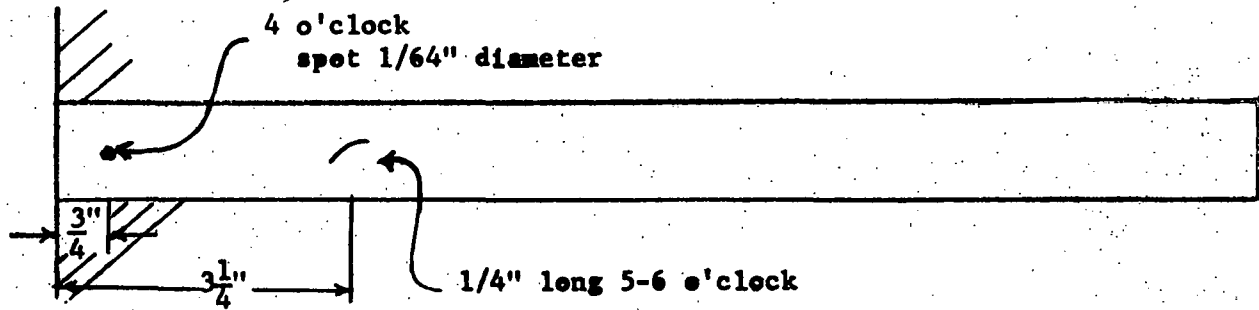 4 o'clock
spot 1/64" diameter
3/4"
3 1/4"
1/4" long 5-6 o'clock